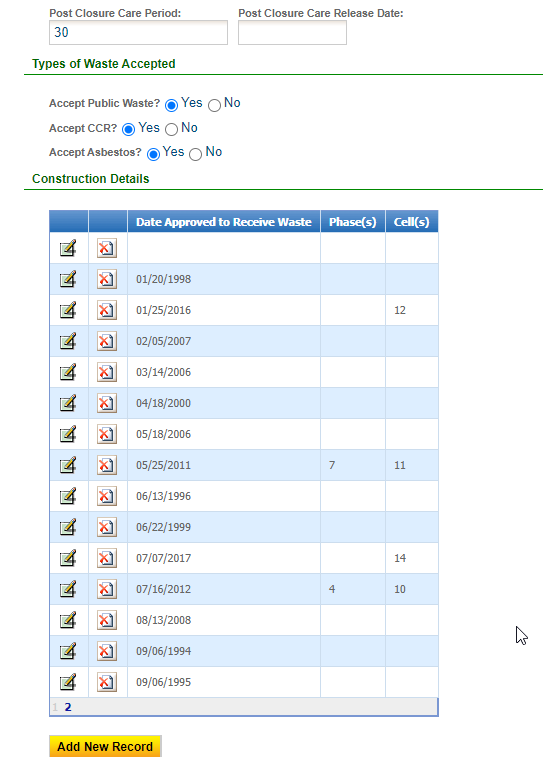 Post Closure Care Period: Post Closure Care Release Date:
30
Types of Waste Accepted
Accept Public Waste? Yes No
Accept CCR? Yes No
Accept Asbestos? Yes No
Construction Details
Date Approved to Receive Waste Phase(s) Cell(s)
01/20/1998
01/25/2016 12
02/05/2007
03/14/2006
04/18/2000
05/18/2006
05/25/2011 7 11
06/13/1996
06/22/1999
07/07/2017 14
07/16/2012 4 10
08/13/2008
09/06/1994
09/06/1995
1 2
Add New Record